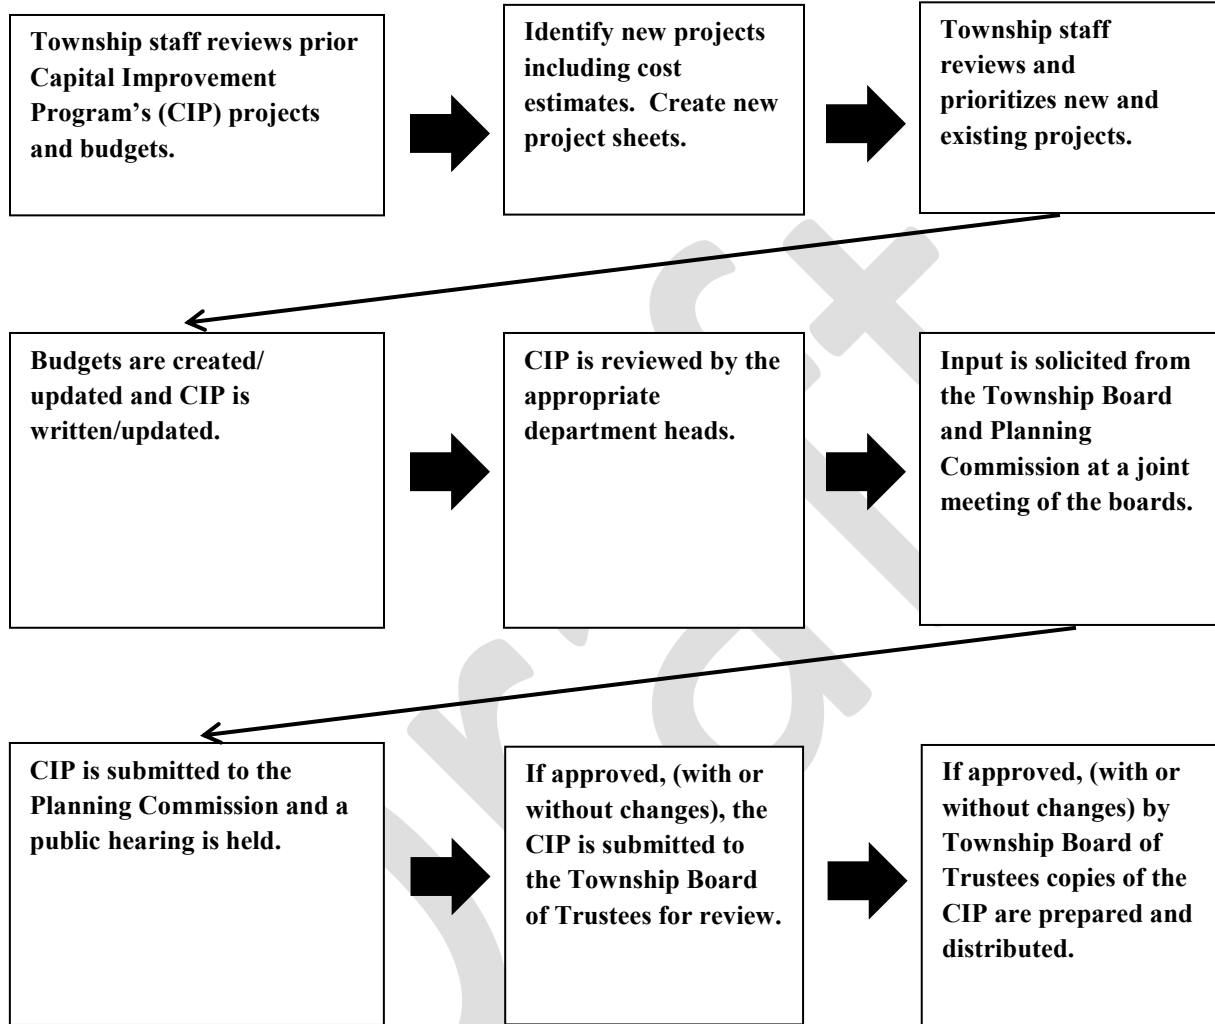 Township staff reviews prior
Capital Improvement
Program’s (CIP) projects
and budgets.
Identify new projects
including cost
estimates.  Create new
project sheets.
Township staff
reviews and
prioritizes new and
existing projects.
Budgets are created/
updated and CIP is
written/updated.
CIP is reviewed by the
appropriate
department heads.
Input is solicited from
the Township Board
and Planning
Commission at a joint
meeting of the boards.
CIP is submitted to the
Planning Commission and a
public hearing is held.
If approved, (with or
without changes), the
CIP is submitted to
the Township Board
of Trustees for review.
If approved, (with or
without changes) by
Township Board of
Trustees copies of the
CIP are prepared and
distributed.
Draft